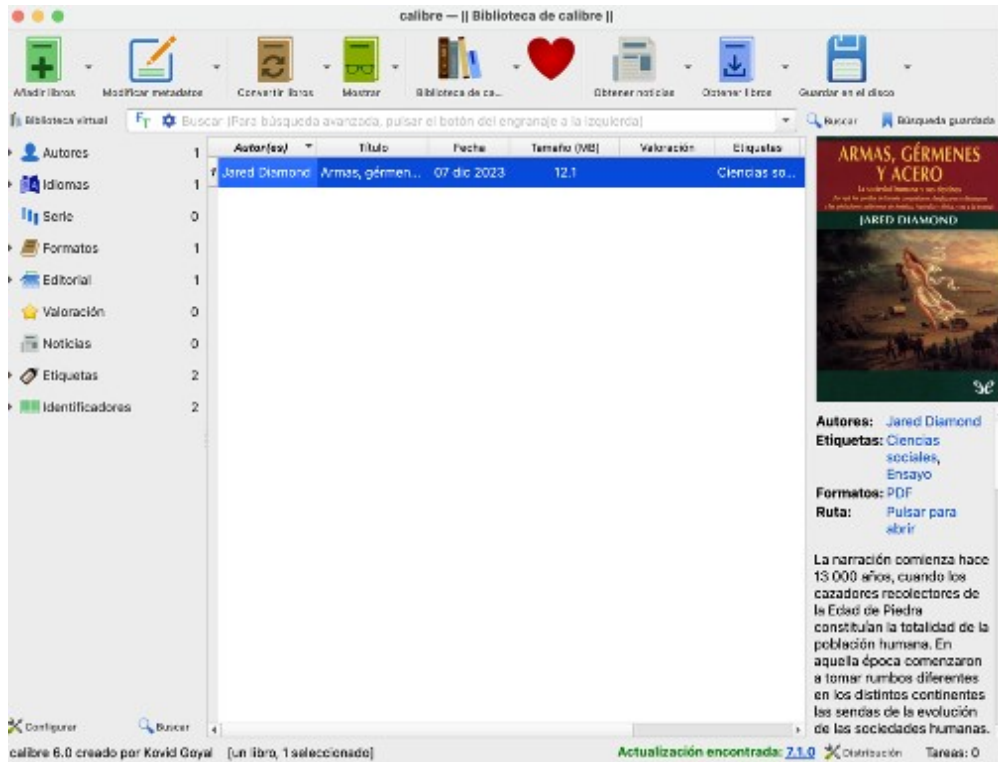 calibre — || Biblioteca de calibre ||
Añadir libros
Modificar metadatos
Convertir libros
Mostrar
Biblioteca de ca...
Obtener noticias
Obtener libros
Guardar en el disco
Biblioteca virtual
Buscar (Para búsqueda avanzada, pulsar el botón del engranaje a la izquierda)
Buscar
Búsqueda guardada
Autores 1
Idiomas 1
Serie 0
Formatos 1
Editorial 1
Valoración 0
Noticias 0
Etiquetas 2
Identificadores 2
Autor(es) Título Fecha Tamaño (MB) Valoración Etiquetas
1 Jared Diamond Armas, gérmen... 07 dic 2023 12.1 Ciencias so...
ARMAS, GÉRMENES
Y ACERO
La sociedad humana y sus destinos
JARED DIAMOND
Autores: Jared Diamond
Etiquetas: Ciencias
sociales,
Ensayo
Formatos: PDF
Ruta: Pulsar para
abrir
La narración comienza hace
13 000 años, cuando los
cazadores recolectores de
la Edad de Piedra
constituían la totalidad de la
población humana. En
aquella época comenzaron
a tomar rumbos diferentes
en los distintos continentes
las sendas de la evolución
de las sociedades humanas.
Configurar
Buscar
calibre 6.0 creado por Kovid Goyal [un libro, 1 seleccionado]
Actualización encontrada: 7.1.0
Distribución
Tareas: 0